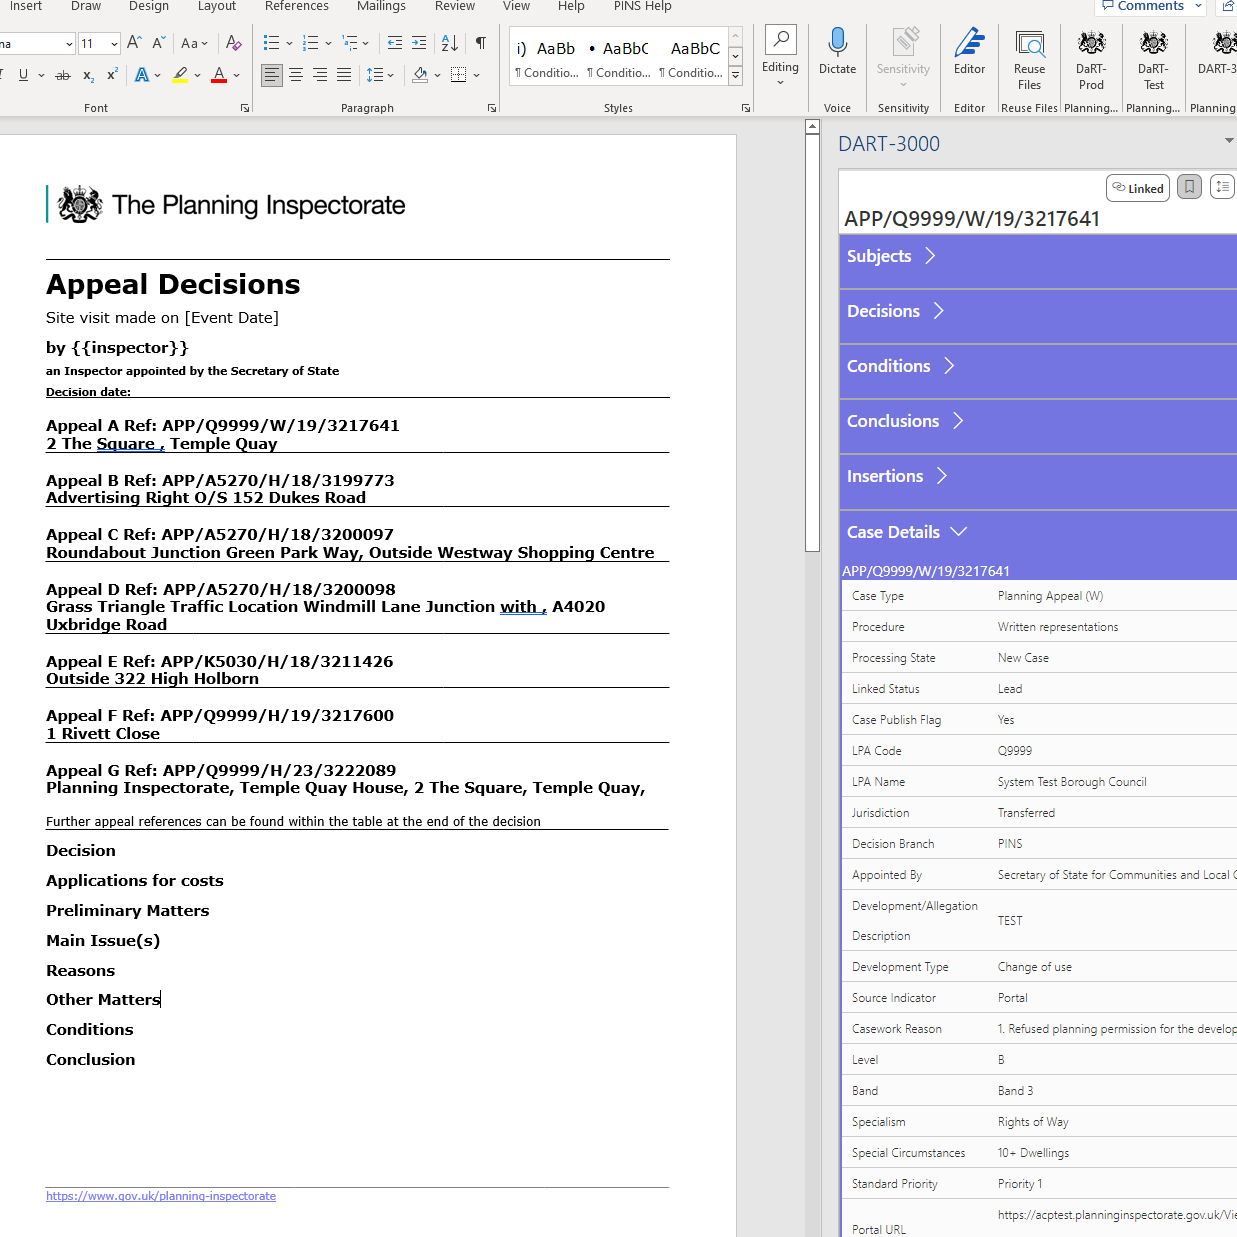 Insert Draw Design Layout References Mailings Review View Help PINS Help Comments
na 11 A A Aa A
U ab x₂ x² A A
i) AaBb • AaBbC AaBbC
¶ Conditio... ¶ Conditio... ¶ Conditio...
Editing
Dictate
Sensitivity
Editor
Reuse Files
DaRT-Prod
DaRT-Test
DART-3
Font Paragraph Styles Voice Sensitivity Editor Reuse Files Planning... Planning... Planning
The Planning Inspectorate
Appeal Decisions
Site visit made on [Event Date]
by {{inspector}}
an Inspector appointed by the Secretary of State
Decision date:
Appeal A Ref: APP/Q9999/W/19/3217641
2 The Square , Temple Quay
Appeal B Ref: APP/A5270/H/18/3199773
Advertising Right O/S 152 Dukes Road
Appeal C Ref: APP/A5270/H/18/3200097
Roundabout Junction Green Park Way, Outside Westway Shopping Centre
Appeal D Ref: APP/A5270/H/18/3200098
Grass Triangle Traffic Location Windmill Lane Junction with , A4020
Uxbridge Road
Appeal E Ref: APP/K5030/H/18/3211426
Outside 322 High Holborn
Appeal F Ref: APP/Q9999/H/19/3217600
1 Rivett Close
Appeal G Ref: APP/Q9999/H/23/3222089
Planning Inspectorate, Temple Quay House, 2 The Square, Temple Quay,
Further appeal references can be found within the table at the end of the decision
Decision
Applications for costs
Preliminary Matters
Main Issue(s)
Reasons
Other Matters
Conditions
Conclusion
https://www.gov.uk/planning-inspectorate
DART-3000
Linked
APP/Q9999/W/19/3217641
Subjects
Decisions
Conditions
Conclusions
Insertions
Case Details
APP/Q9999/W/19/3217641
Case Type Planning Appeal (W)
Procedure Written representations
Processing State New Case
Linked Status Lead
Case Publish Flag Yes
LPA Code Q9999
LPA Name System Test Borough Council
Jurisdiction Transferred
Decision Branch PINS
Appointed By Secretary of State for Communities and Local
Development/Allegation
Description TEST
Development Type Change of use
Source Indicator Portal
Casework Reason 1. Refused planning permission for the develop
Level B
Band Band 3
Specialism Rights of Way
Special Circumstances 10+ Dwellings
Standard Priority Priority 1
Portal URL https://acptest.planninginspectorate.gov.uk/Vie